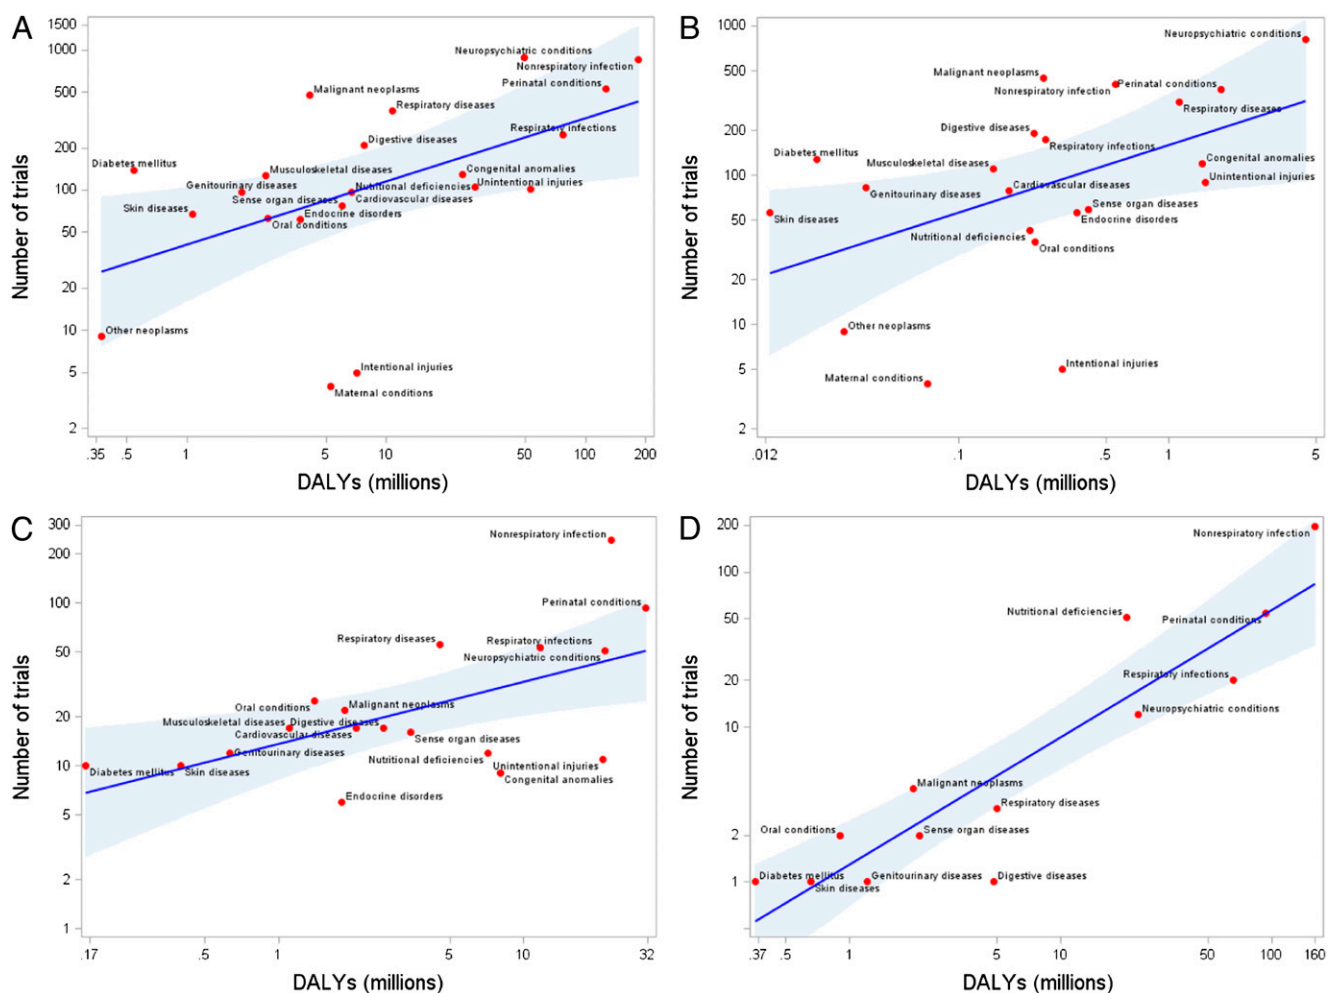 A
B
1500
1000
500
200
100
50
20
10
5
2
Number of trials
Neuropsychiatric conditions
Nonrespiratory infection
Perinatal conditions
Malignant neoplasms
Respiratory diseases
Respiratory infections
Digestive diseases
Diabetes mellitus
Musculoskeletal diseases
Congenital anomalies
Genitourinary diseases
Nutritional deficiencies
Unintentional injuries
Sense organ diseases
Cardiovascular diseases
Skin diseases
Endocrine disorders
Oral conditions
Other neoplasms
Intentional injuries
Maternal conditions
.35 .5 1 5 10 50 100 200
DALYs (millions)
1000
500
200
100
50
20
10
5
2
Number of trials
Neuropsychiatric conditions
Malignant neoplasms
Nonrespiratory infection
Perinatal conditions
Respiratory diseases
Digestive diseases
Respiratory infections
Diabetes mellitus
Musculoskeletal diseases
Congenital anomalies
Unintentional injuries
Genitourinary diseases
Cardiovascular diseases
Skin diseases
Sense organ diseases
Endocrine disorders
Nutritional deficiencies
Oral conditions
Other neoplasms
Intentional injuries
Maternal conditions
.012 .1 .5 1 5
DALYs (millions)
C
D
300
200
100
50
20
10
5
2
1
Number of trials
Nonrespiratory infection
Perinatal conditions
Respiratory diseases
Respiratory infections
Neuropsychiatric conditions
Oral conditions
Malignant neoplasms
Musculoskeletal diseases
Digestive diseases
Cardiovascular diseases
Sense organ diseases
Genitourinary diseases
Nutritional deficiencies
Unintentional injuries
Diabetes mellitus
Skin diseases
Congenital anomalies
Endocrine disorders
.17 .5 1 5 10 32
DALYs (millions)
200
100
50
20
10
2
1
Number of trials
Nonrespiratory infection
Nutritional deficiencies
Perinatal conditions
Respiratory infections
Neuropsychiatric conditions
Malignant neoplasms
Respiratory diseases
Oral conditions
Sense organ diseases
Diabetes mellitus
Genitourinary diseases
Digestive diseases
Skin diseases
.37 .5 1 5 10 50 100 160
DALYs (millions)